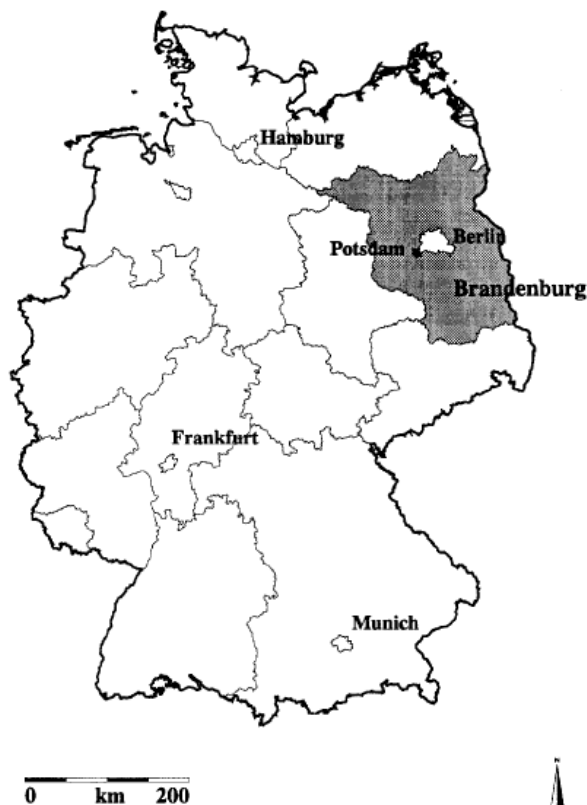 Hamburg
Berlin
Potsdam
Brandenburg
Frankfurt
Munich
N
0 km 200